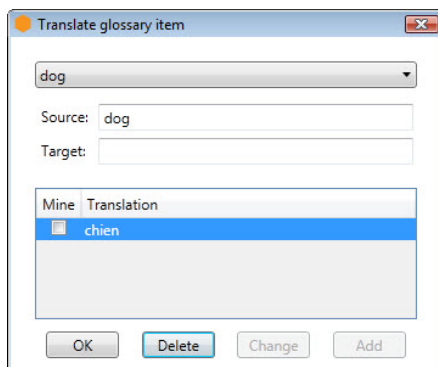 Translate glossary item
dog
Source: dog
Target:
Mine Translation
chien
OK Delete Change Add